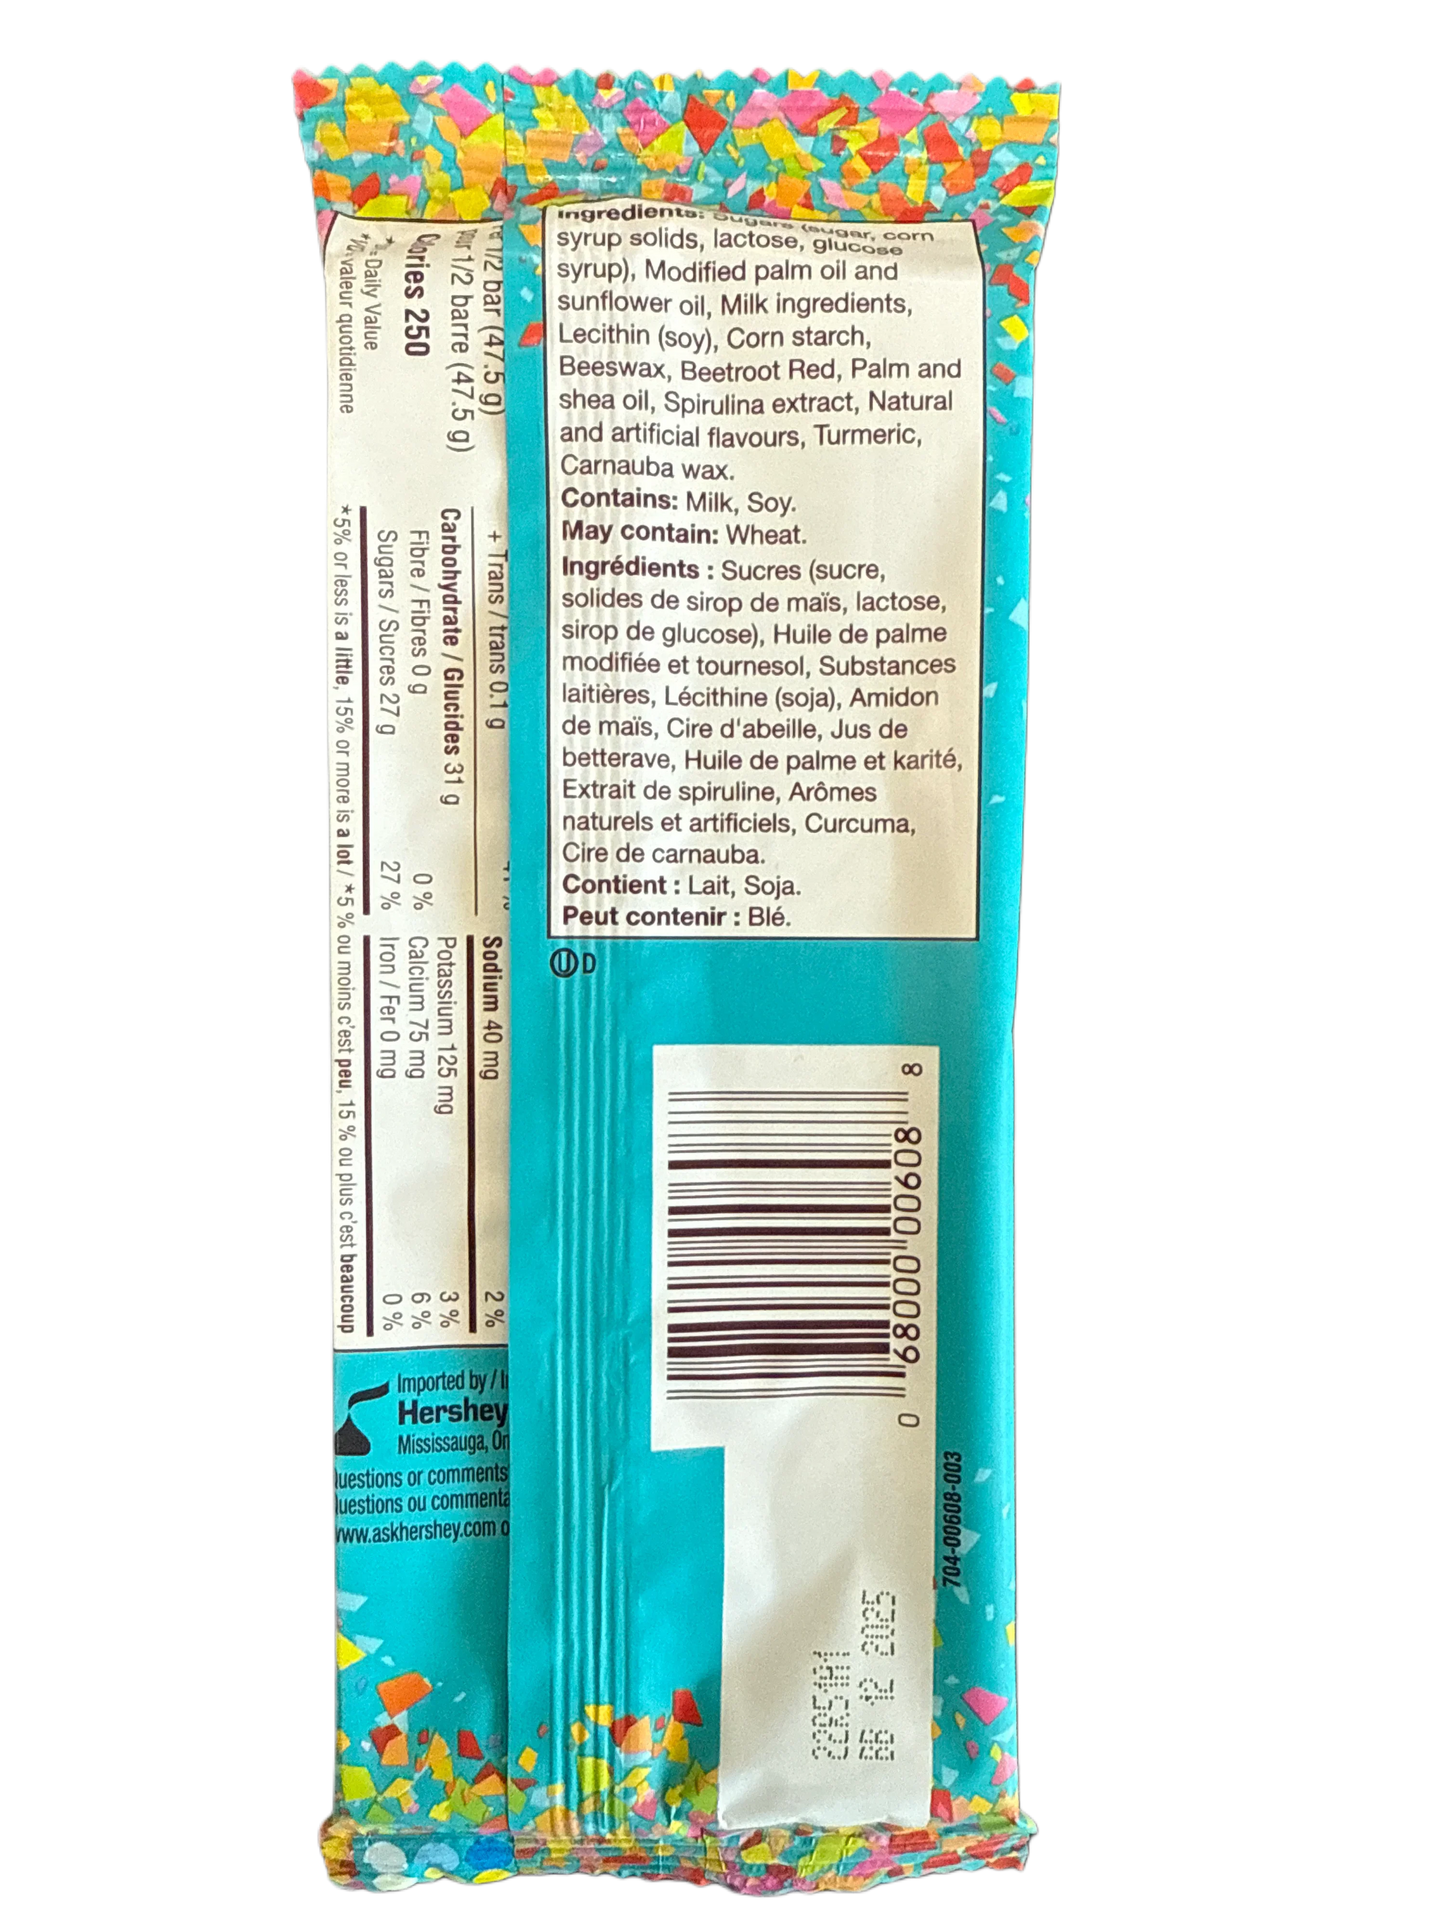 Ingredients: Sugars (sugar, corn
syrup solids, lactose, glucose
syrup), Modified palm oil and
sunflower oil, Milk ingredients,
Lecithin (soy), Corn starch,
Beeswax, Beetroot Red, Palm and
shea oil, Spirulina extract, Natural
and artificial flavours, Turmeric,
Carnauba wax.
Contains: Milk, Soy.
May contain: Wheat.
Ingrédients : Sucres (sucre,
solides de sirop de maïs, lactose,
sirop de glucose), Huile de palme
modifiée et tournesol, Substances
laitières, Lécithine (soja), Amidon
de maïs, Cire d'abeille, Jus de
betterave, Huile de palme et karité,
Extrait de spiruline, Arômes
naturels et artificiels, Curcuma,
Cire de carnauba.
Contient : Lait, Soja.
Peut contenir : Blé.
U D
1/2 bar (47.5 g)
1/2 barre (47.5 g)
ories 250
Daily Value
valeur quotidienne
+ Trans / trans 0.1 g
Carbohydrate / Glucides 31 g
Fibre / Fibres 0 g 0 %
Sugars / Sucres 27 g 27 %
Sodium 40 mg 2 %
Potassium 125 mg 3 %
Calcium 75 mg 6 %
Iron / Fer 0 mg 0 %
*5% or less is a little, 15% or more is a lot / *5 % ou moins c'est peu, 15 % ou plus c'est beaucoup
Imported by /
Hershey
Mississauga, On
uestions or comments
uestions ou commenta
www.askhershey.com
8 80900 00089 0
704-00608-003
2025
2285